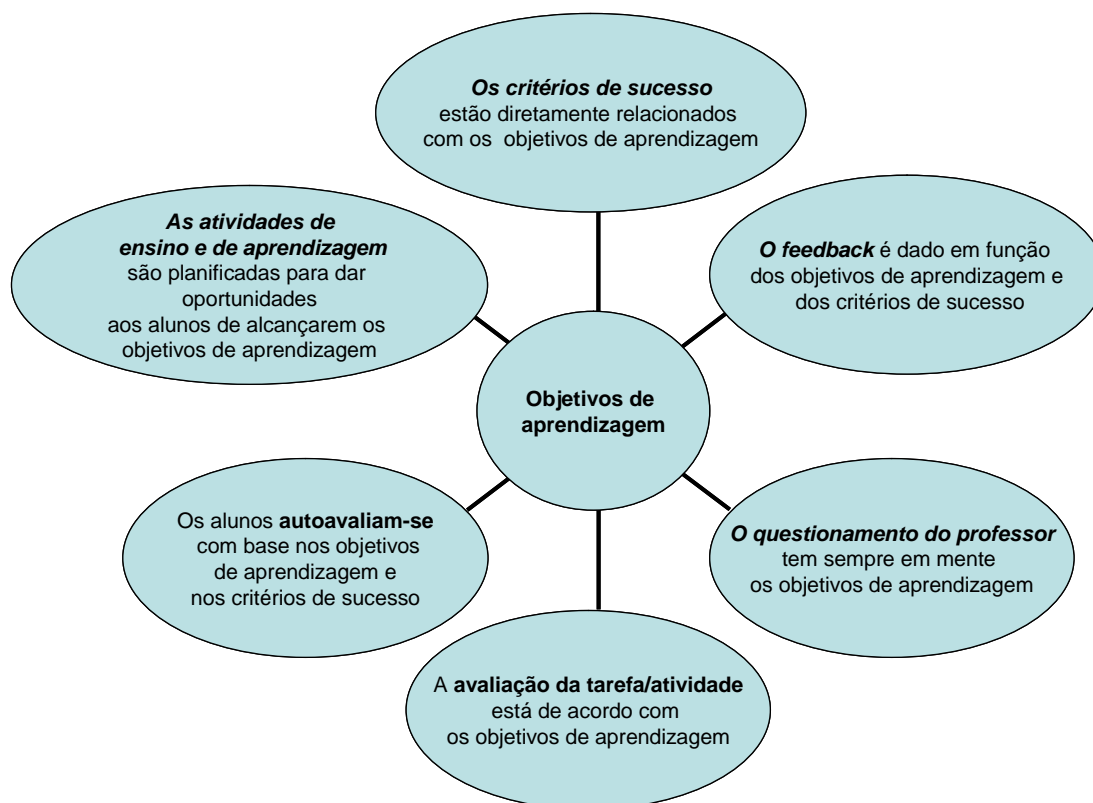 Os critérios de sucesso
estão diretamente relacionados
com os objetivos de aprendizagem
As atividades de
ensino e de aprendizagem
são planificadas para dar
oportunidades
aos alunos de alcançarem os
objetivos de aprendizagem
O feedback é dado em função
dos objetivos de aprendizagem e
dos critérios de sucesso
Objetivos de
aprendizagem
Os alunos autoavaliam-se
com base nos objetivos
de aprendizagem e
nos critérios de sucesso
O questionamento do professor
tem sempre em mente
os objetivos de aprendizagem
A avaliação da tarefa/atividade
está de acordo com
os objetivos de aprendizagem